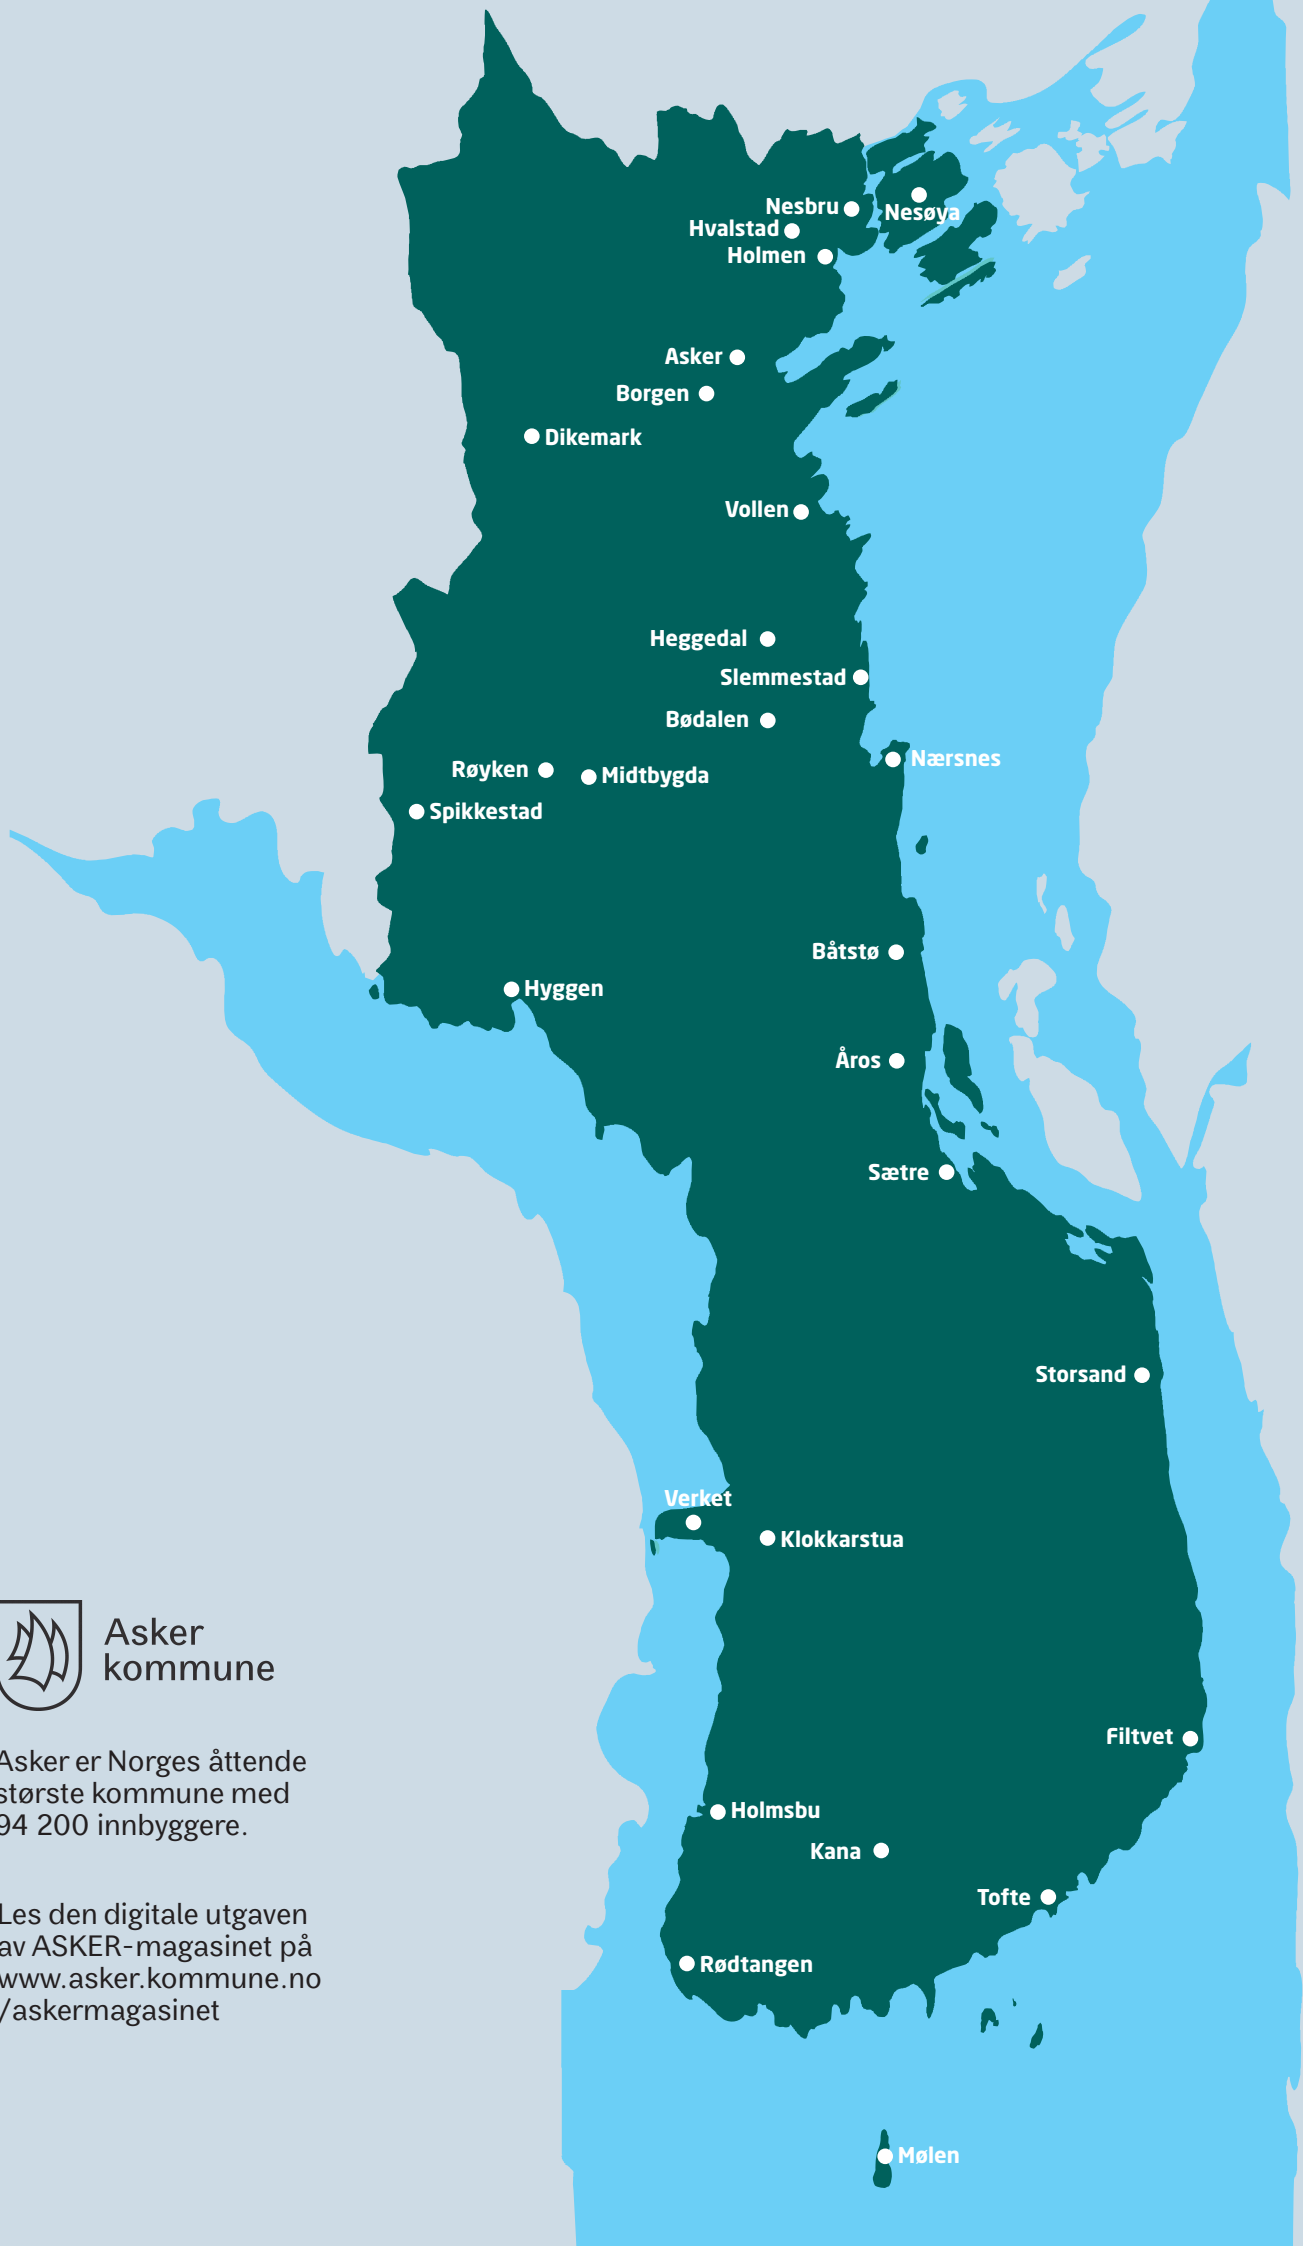 Nesbru
Nesøya
Hvalstad
Holmen
Asker
Borgen
Dikemark
Vollen
Heggedal
Slemmestad
Bødalen
Nærsnes
Røyken
Midtbygda
Spikkestad
Båtstø
Hyggen
Åros
Sætre
Storsand
Verket
Klokkarstua
Asker
kommune
Filtvet
Asker er Norges åttende
største kommune med
94 200 innbyggere.
Holmsbu
Kana
Tofte
Les den digitale utgaven
av ASKER-magasinet på
www.asker.kommune.no
/askermagasinet
Rødtangen
Mølen